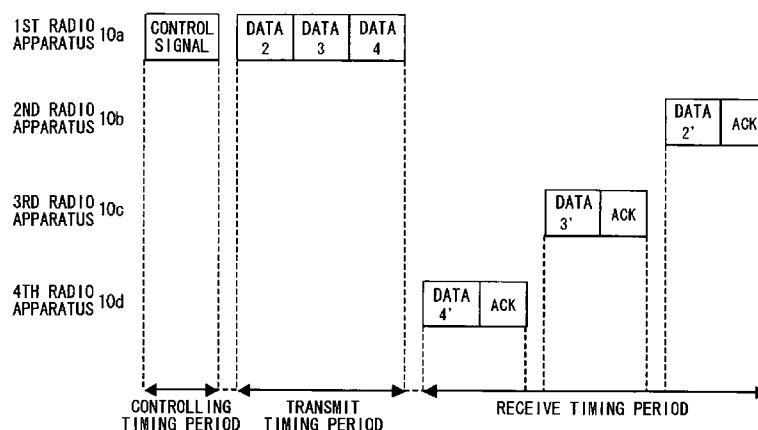 1ST RADIO
APPARATUS 10a
CONTROL
SIGNAL
DATA
2
DATA
3
DATA
4
2ND RADIO
APPARATUS 10b
DATA
2'
ACK
3RD RADIO
APPARATUS 10c
DATA
3'
ACK
4TH RADIO
APPARATUS 10d
DATA
4'
ACK
CONTROLLING
TIMING PERIOD
TRANSMIT
TIMING PERIOD
RECEIVE TIMING PERIOD